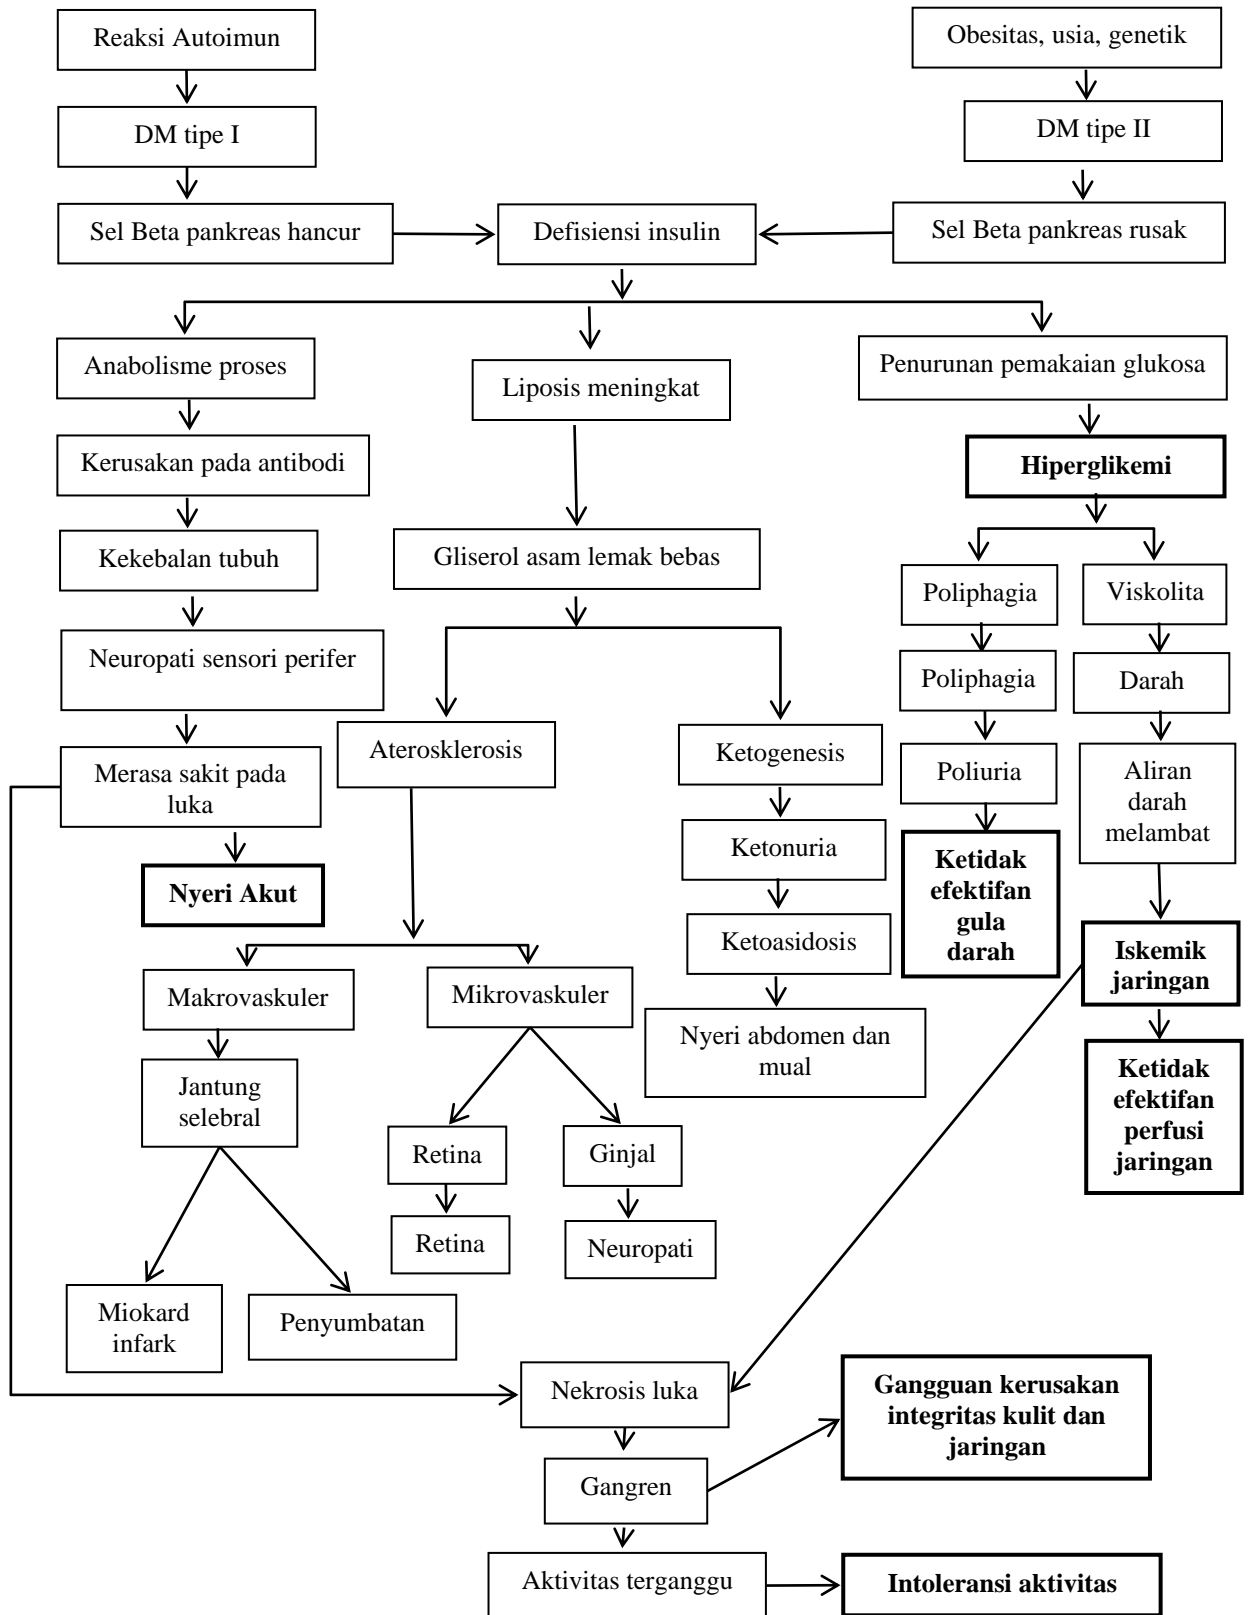 Reaksi Autoimun
Obesitas, usia, genetik
DM tipe I
DM tipe II
Sel Beta pankreas hancur
Defisiensi insulin
Sel Beta pankreas rusak
Anabolisme proses
Liposis meningkat
Penurunan pemakaian glukosa
Kerusakan pada antibodi
Hiperglikemi
Kekebalan tubuh
Gliserol asam lemak bebas
Poliphagia
Viskolita
Neuropati sensori perifer
Poliphagia
Darah
Merasa sakit pada
luka
Aterosklerosis
Ketogenesis
Poliuria
Aliran
darah
melambat
Nyeri Akut
Ketonuria
Ketidak
efektifan
gula
darah
Ketoasidosis
Iskemik
jaringan
Makrovaskuler
Mikrovaskuler
Nyeri abdomen dan
mual
Ketidak
efektifan
perfusi
jaringan
Jantung
selebral
Retina
Ginjal
Retina
Neuropati
Miokard
infark
Penyumbatan
Nekrosis luka
Gangguan kerusakan
integritas kulit dan
jaringan
Gangren
Aktivitas terganggu
Intoleransi aktivitas